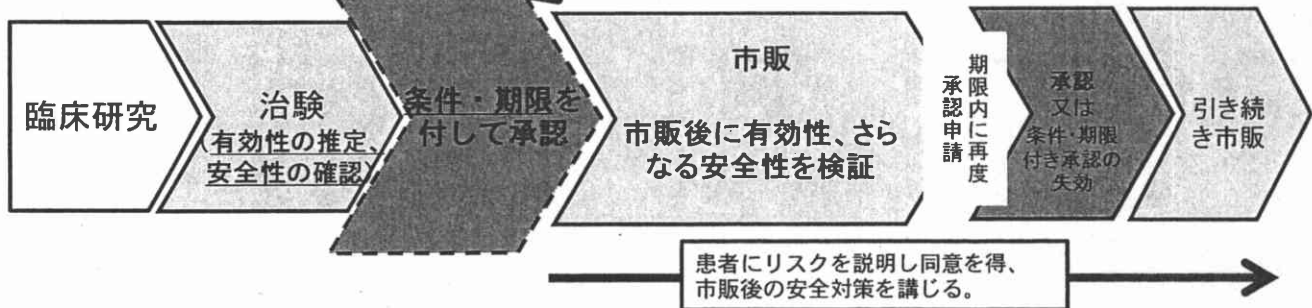 臨床研究
治験
(有効性の推定、
安全性の確認)
条件・期限を
付して承認
市販
市販後に有効性、さら
なる安全性を検証
期限内に再度
承認申請
承認
又は
条件・期限
付き承認の
失効
引き続
き市販
患者にリスクを説明し同意を得、
市販後の安全対策を講じる。